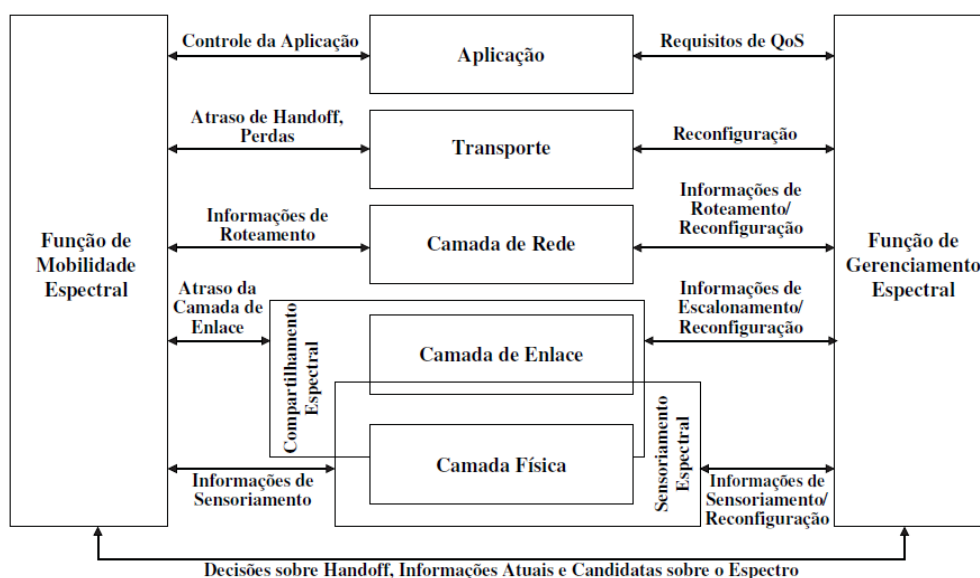 Controle da Aplicação
Aplicação
Requisitos de QoS
Atraso de Handoff,
Perdas
Transporte
Reconfiguração
Informações de
Roteamento
Camada de Rede
Informações de
Roteamento/
Reconfiguração
Função de
Mobilidade
Espectral
Função de
Gerenciamento
Espectral
Atraso da
Camada de
Enlace
Compartilhamento
Espectral
Camada de Enlace
Informações de
Escalonamento/
Reconfiguração
Camada Física
Sensoriamento
Espectral
Informações de
Sensoriamento
Informações de
Sensoriamento/
Reconfiguração
Decisões sobre Handoff, Informações Atuais e Candidatas sobre o Espectro